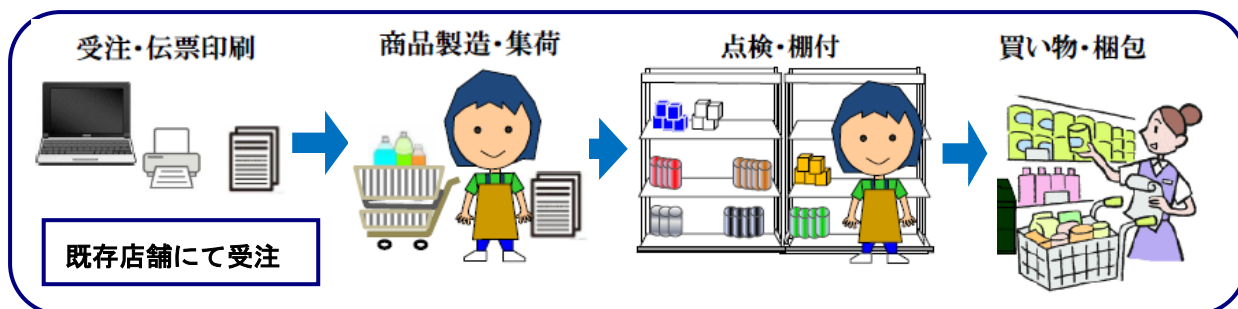 受注・伝票印刷
商品製造・集荷
点検・棚付
買い物・梱包
既存店舗にて受注